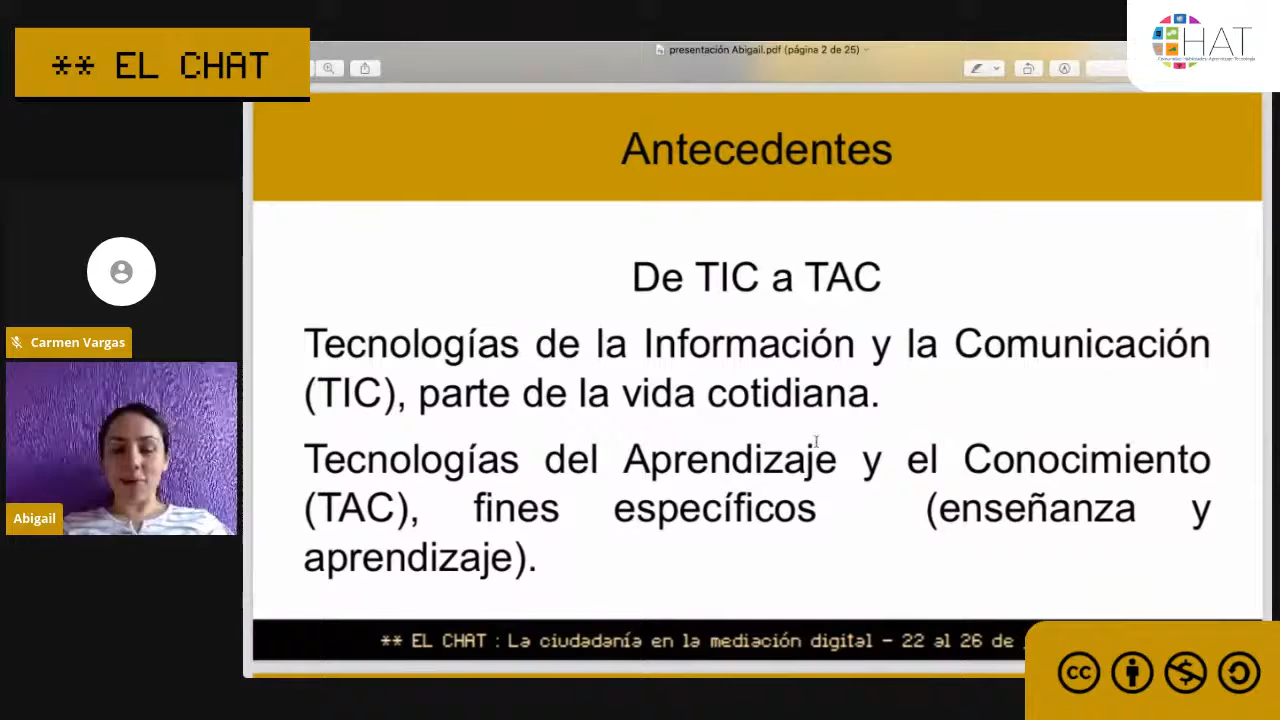 ** EL CHAT
presentación Abigail.pdf (página 2 de 25)
HAT
Antecedentes
De TIC a TAC
Tecnologías de la Información y la Comunicación
(TIC), parte de la vida cotidiana.
Tecnologías del Aprendizaje y el Conocimiento
(TAC), fines específicos (enseñanza y
aprendizaje).
Carmen Vargas
Abigail
** EL CHAT : La ciudadanía en la mediación digital - 22 al 26 de
cc